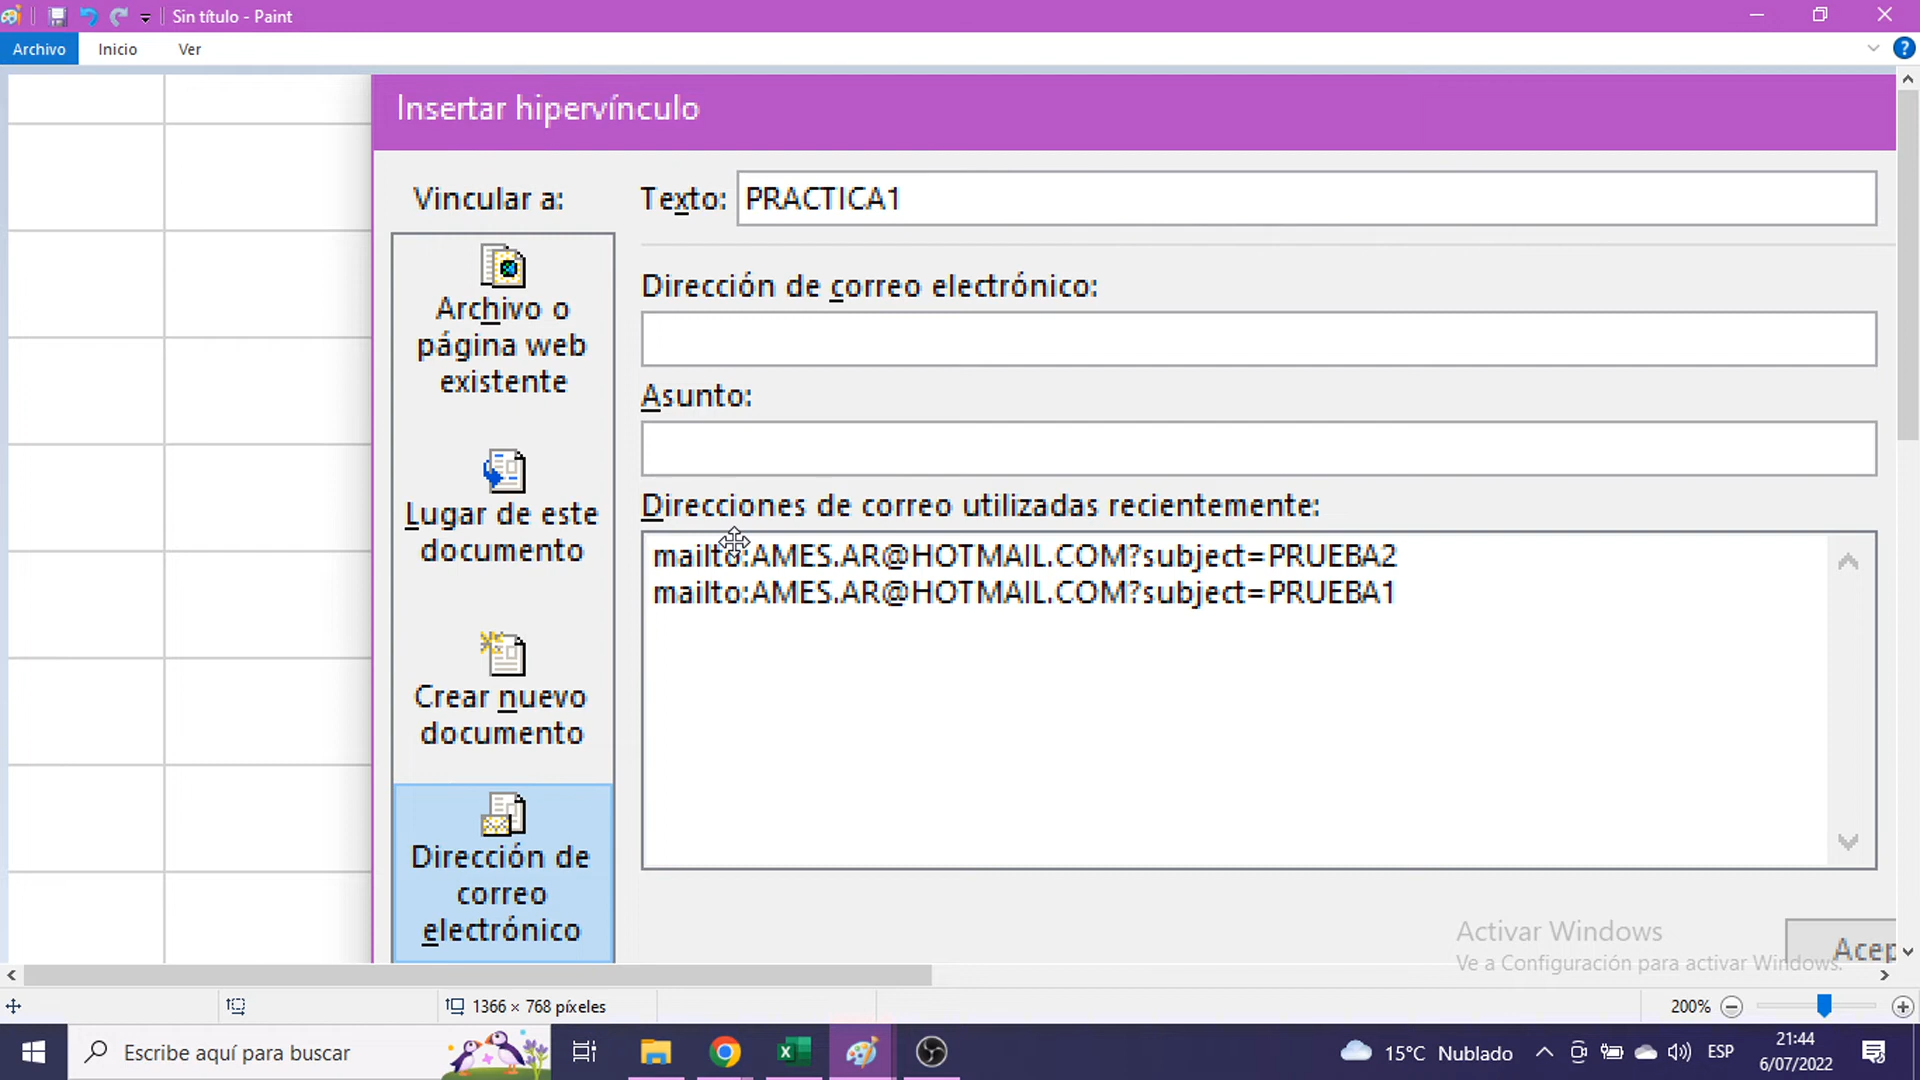 Sin título - Paint
Archivo Inicio Ver
Insertar hipervínculo
Vincular a:
Texto: PRACTICA1
Archivo o
página web
existente
Lugar de este
documento
Crear nuevo
documento
Dirección de
correo
electrónico
Dirección de correo electrónico:
Asunto:
Direcciones de correo utilizadas recientemente:
mailto:AMES.AR@HOTMAIL.COM?subject=PRUEBA2
mailto:AMES.AR@HOTMAIL.COM?subject=PRUEBA1
Acep
Activar Windows
Ve a Configuración para activar Windows.
1366 × 768 píxeles
200%
Escribe aquí para buscar
15°C Nublado
ESP
21:44
6/07/2022